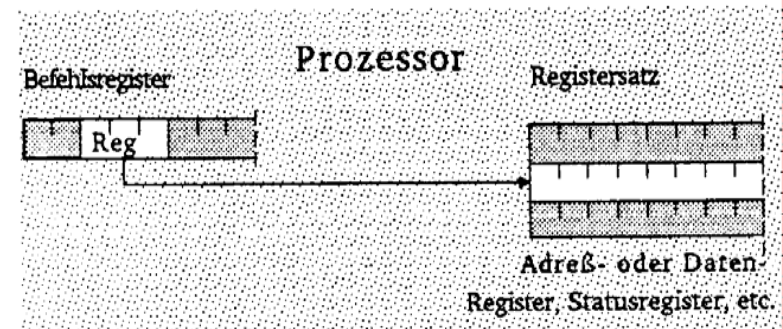 Prozessor
Befehlsregister
Registersatz
Reg
Adreß- oder Daten-
Register, Statusregister, etc.